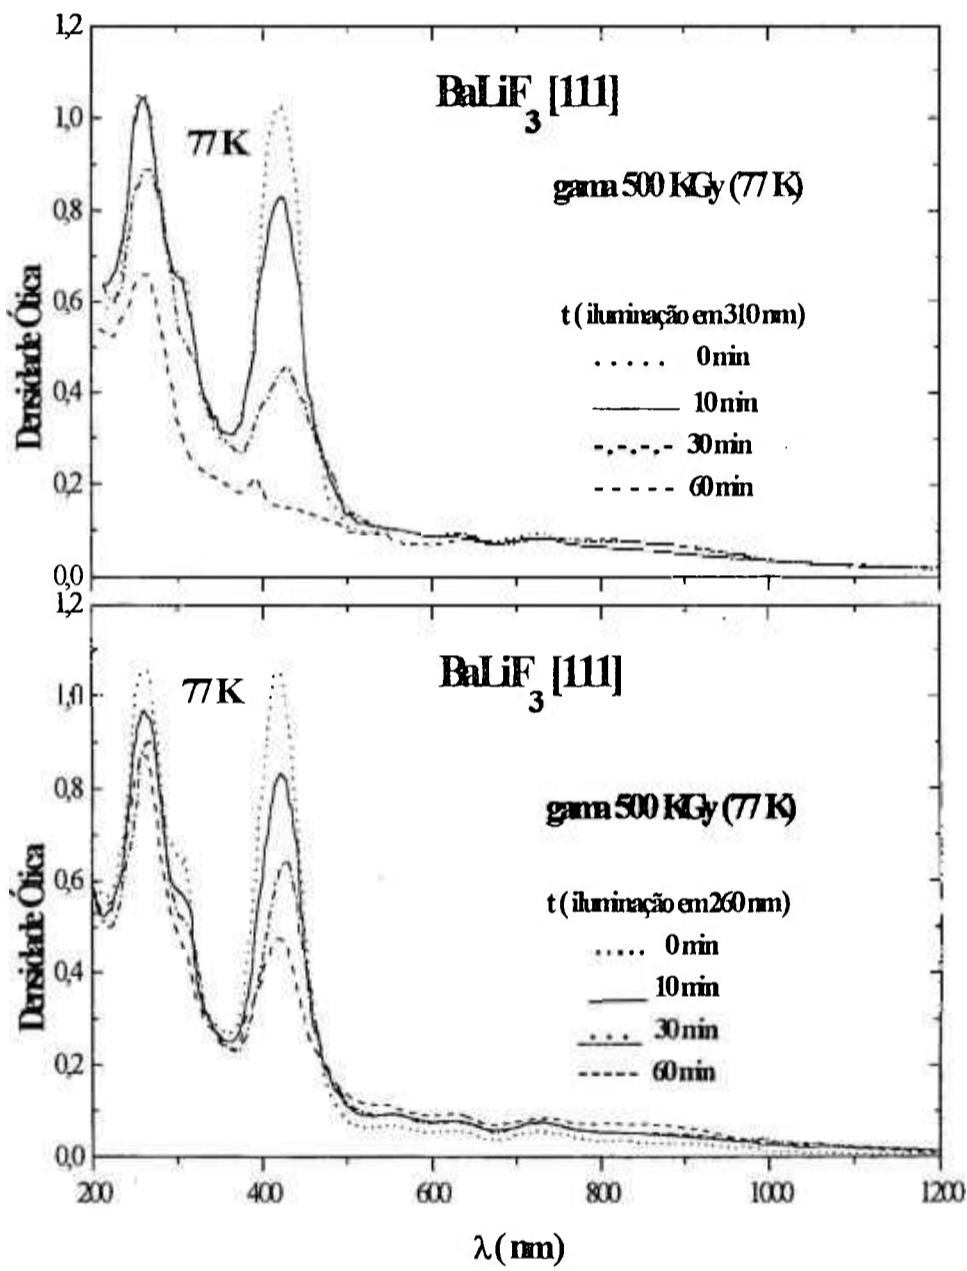 1,2
1,0
0,8
0,6
0,4
0,2
0,0
Densidade Ótica
77 K
BaLiF3 [111]
gama 500 KGy (77 K)
t ( iluminação em 310 nm)
0 min
10 min
30 min
60 min
1,2
1,0
0,8
0,6
0,4
0,2
0,0
Densidade Ótica
77 K
BaLiF3 [111]
gama 500 KGy (77 K)
t ( iluminação em 260 nm)
0 min
10 min
30 min
60 min
200 400 600 800 1000 1200
λ ( nm)